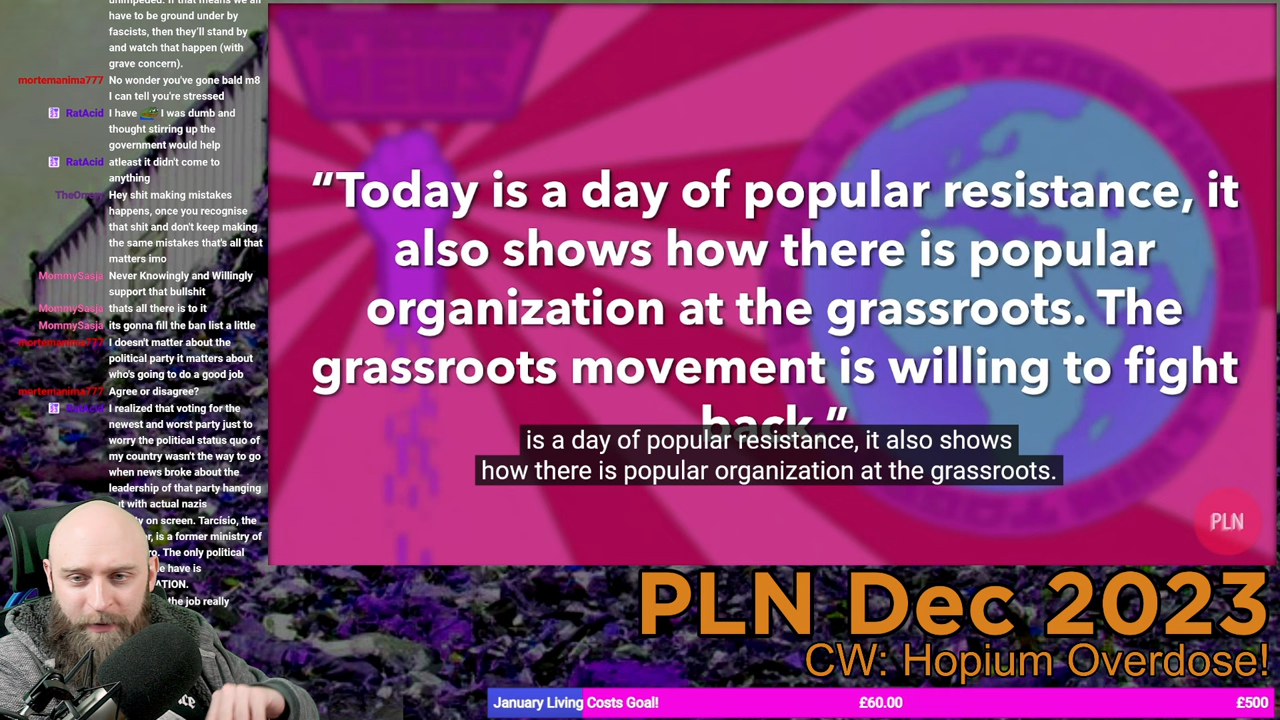 unimpeded. If that means we all
have to be ground under by
fascists, then they'll stand by
and watch that happen (with
grave concern).
mortemanima777 No wonder you've gone bald m8
I can tell you're stressed
RatAcid I have I was dumb and
thought stirring up the
government would help
RatAcid atleast it didn't come to
anything
Hey shit making mistakes
happens, once you recognise
that shit and don't keep making
the same mistakes that's all that
matters imo
MommySasja Never Knowingly and Willingly
support that bullshit
MommySasja thats all there is to it
MommySasja its gonna fill the ban list a little
mortemanima777 I doesn't matter about the
political party it matters about
who's going to do a good job
mortemanima777 Agree or disagree?
RatAcid I realized that voting for the
newest and worst party just to
worry the political status quo of
my country wasn't the way to go
when news broke about the
leadership of that party hanging
with actual nazis
on screen. Tarcísio, the
is a former ministry of
The only political
have is
the job really
NEWS
“Today is a day of popular resistance, it
also shows how there is popular
organization at the grassroots. The
grassroots movement is willing to fight
back.”
is a day of popular resistance, it also shows
how there is popular organization at the grassroots.
PLN
PLN Dec 2023
CW: Hopium Overdose!
January Living Costs Goal! £60.00 £500